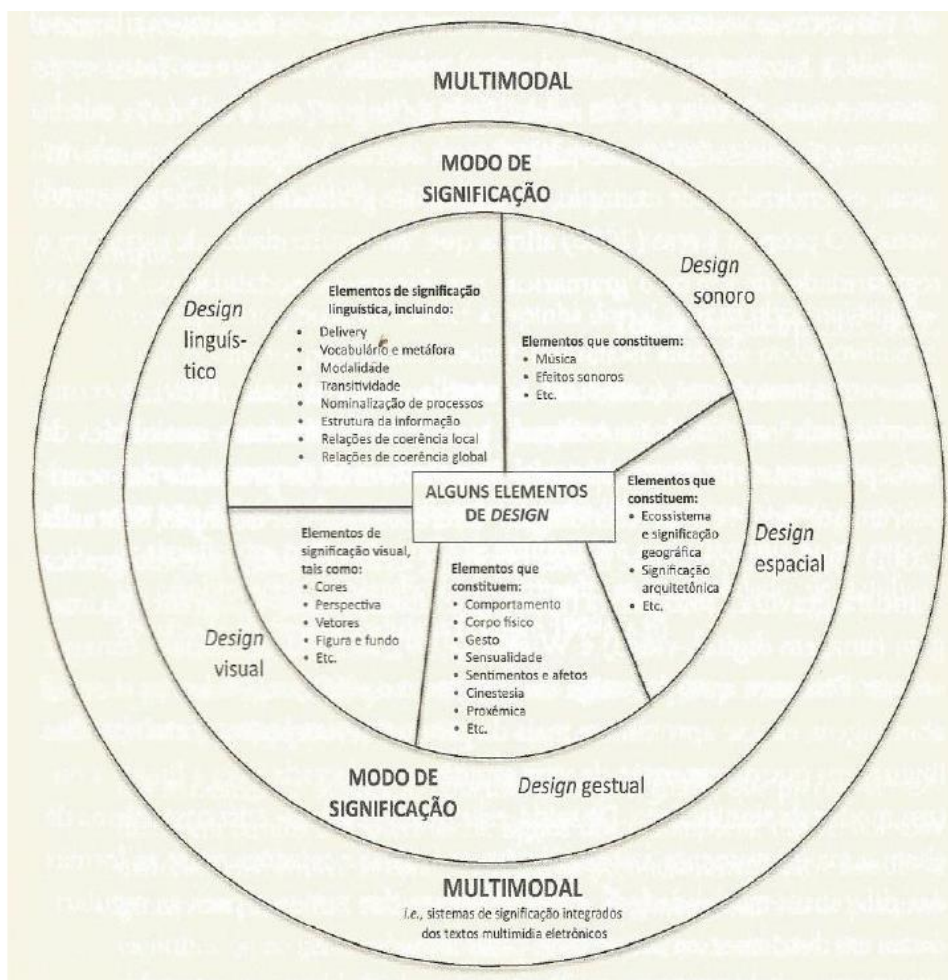 MULTIMODAL
MODO DE
SIGNIFICAÇÃO
Design
linguís-
tico
Design
sonoro
Elementos de significação
linguística, incluindo:
• Delivery
• Vocabulário e metáfora
• Modalidade
• Transitividade
• Nominalização de processos
• Estrutura da informação
• Relações de coerência local
• Relações de coerência global
Elementos que constituem:
• Música
• Efeitos sonoros
• Etc.
ALGUNS ELEMENTOS
DE DESIGN
Elementos que
constituem:
• Ecossistema
e significação
geográfica
• Significação
arquitetônica
• Etc.
Design
espacial
Elementos de
significação visual,
tais como:
• Cores
• Perspectiva
• Vetores
• Figura e fundo
• Etc.
Design
visual
Elementos que
constituem:
• Comportamento
• Corpo físico
• Gesto
• Sensualidade
• Sentimentos e afetos
• Cinestesia
• Proxêmica
• Etc.
MODO DE
SIGNIFICAÇÃO
Design gestual
MULTIMODAL
i.e., sistemas de significação integrados
dos textos multimídia eletrônicos